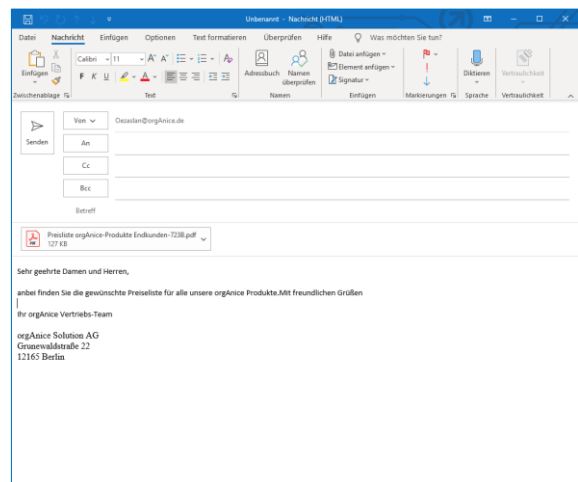 Unbenannt - Nachricht (HTML)
Datei Nachricht Einfügen Optionen Text formatieren Überprüfen Hilfe Was möchten Sie tun?
Einfügen
Calibri 11 A A
F K U A
Adressbuch Namen überprüfen
Datei anfügen
Element anfügen
Signatur
Diktieren
Vertraulichkeit
Zwischenablage Text Namen Einfügen Markierungen Sprache Vertraulichkeit
Senden
Von Oezaslan@orgAnice.de
An
Cc
Bcc
Betreff
Preisliste orgAnice-Produkte Endkunden-7238.pdf
127 KB
Sehr geehrte Damen und Herren,
anbei finden Sie die gewünschte Preiseliste für alle unsere orgAnice Produkte.Mit freundlichen Grüßen
Ihr orgAnice Vertriebs-Team
orgAnice Solution AG
Grunewaldstraße 22
12165 Berlin